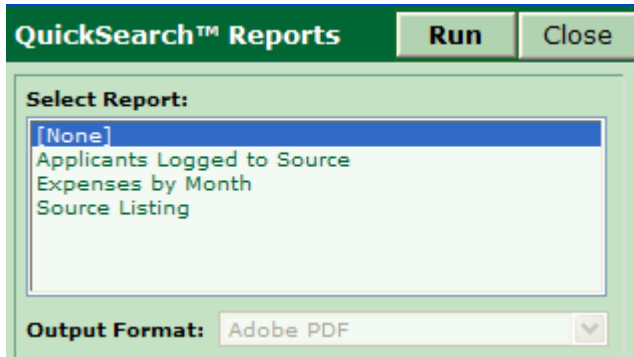 QuickSearch™ Reports Run Close
Select Report:
[None]
Applicants Logged to Source
Expenses by Month
Source Listing
Output Format: Adobe PDF